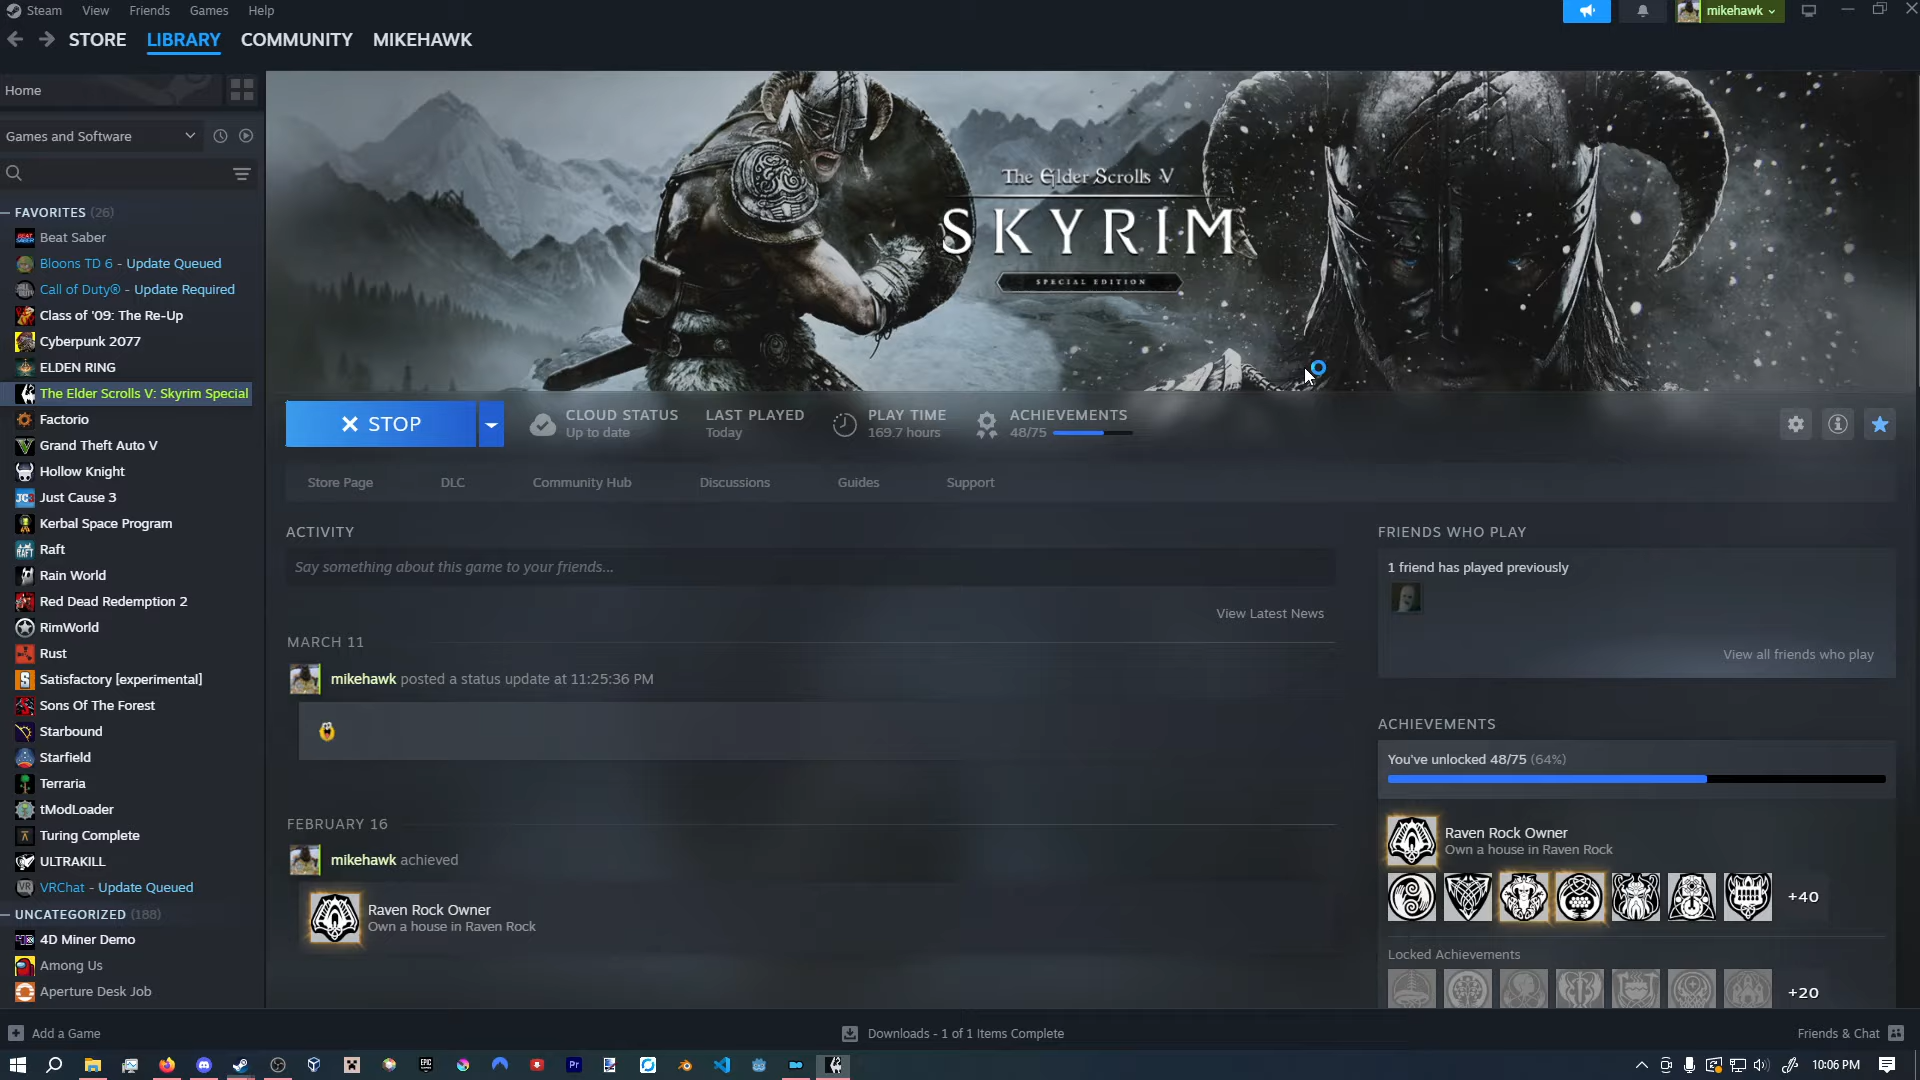 Steam View Friends Games Help
mikehawk
STORE LIBRARY COMMUNITY MIKEHAWK
Home
Games and Software
FAVORITES (26)
Beat Saber
Bloons TD 6 - Update Queued
Call of Duty® - Update Required
Class of '09: The Re-Up
Cyberpunk 2077
ELDEN RING
The Elder Scrolls V: Skyrim Special
Factorio
Grand Theft Auto V
Hollow Knight
Just Cause 3
Kerbal Space Program
Raft
Rain World
Red Dead Redemption 2
RimWorld
Rust
Satisfactory [experimental]
Sons Of The Forest
Starbound
Starfield
Terraria
tModLoader
Turing Complete
ULTRAKILL
VRChat - Update Queued
UNCATEGORIZED (188)
4D Miner Demo
Among Us
Aperture Desk Job
The Elder Scrolls V
SKYRIM
SPECIAL EDITION
STOP
CLOUD STATUS
Up to date
LAST PLAYED
Today
PLAY TIME
169.7 hours
ACHIEVEMENTS
48/75
Store Page DLC Community Hub Discussions Guides Support
ACTIVITY
Say something about this game to your friends...
View Latest News
MARCH 11
mikehawk posted a status update at 11:25:36 PM
FEBRUARY 16
mikehawk achieved
Raven Rock Owner
Own a house in Raven Rock
FRIENDS WHO PLAY
1 friend has played previously
View all friends who play
ACHIEVEMENTS
You've unlocked 48/75 (64%)
Raven Rock Owner
Own a house in Raven Rock
+40
Locked Achievements
+20
Add a Game
Downloads - 1 of 1 Items Complete
Friends & Chat
EPIC
Pr
10:06 PM